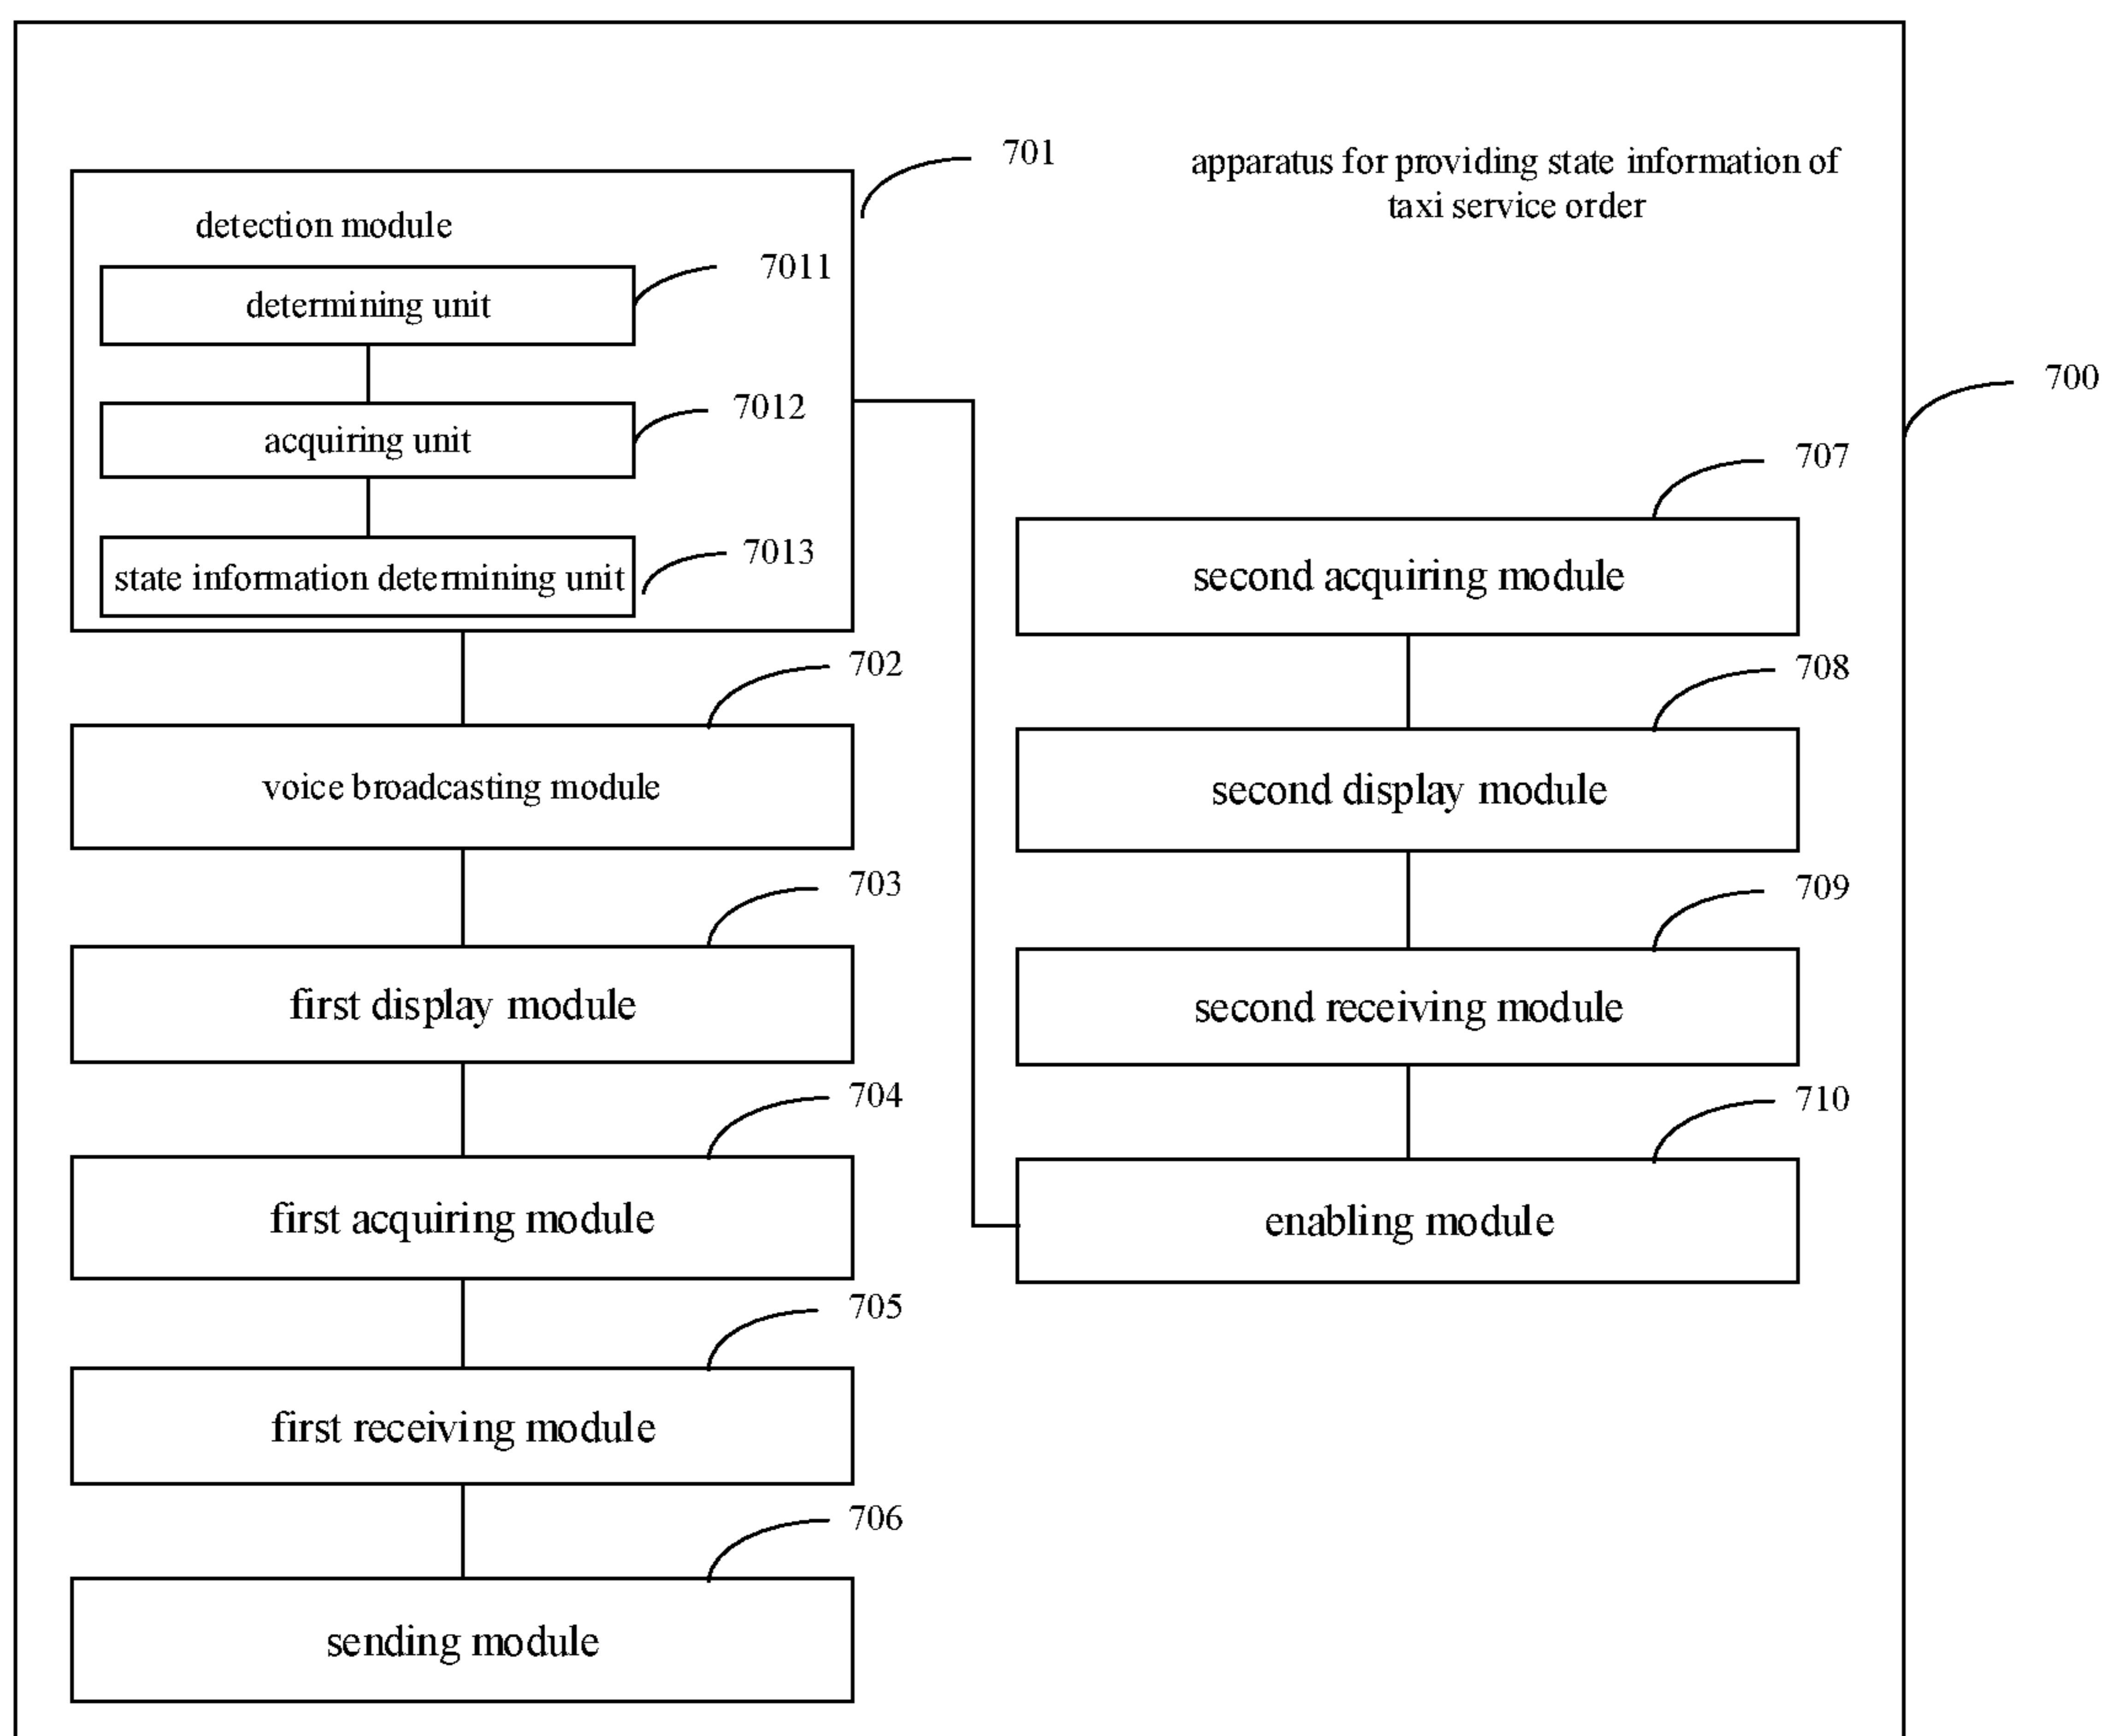 701
apparatus for providing state information of
taxi service order
detection module
7011
determining unit
7012
acquiring unit
7013
state information determining unit
700
702
voice broadcasting module
703
first display module
704
first acquiring module
705
first receiving module
706
sending module
707
second acquiring module
708
second display module
709
second receiving module
710
enabling module